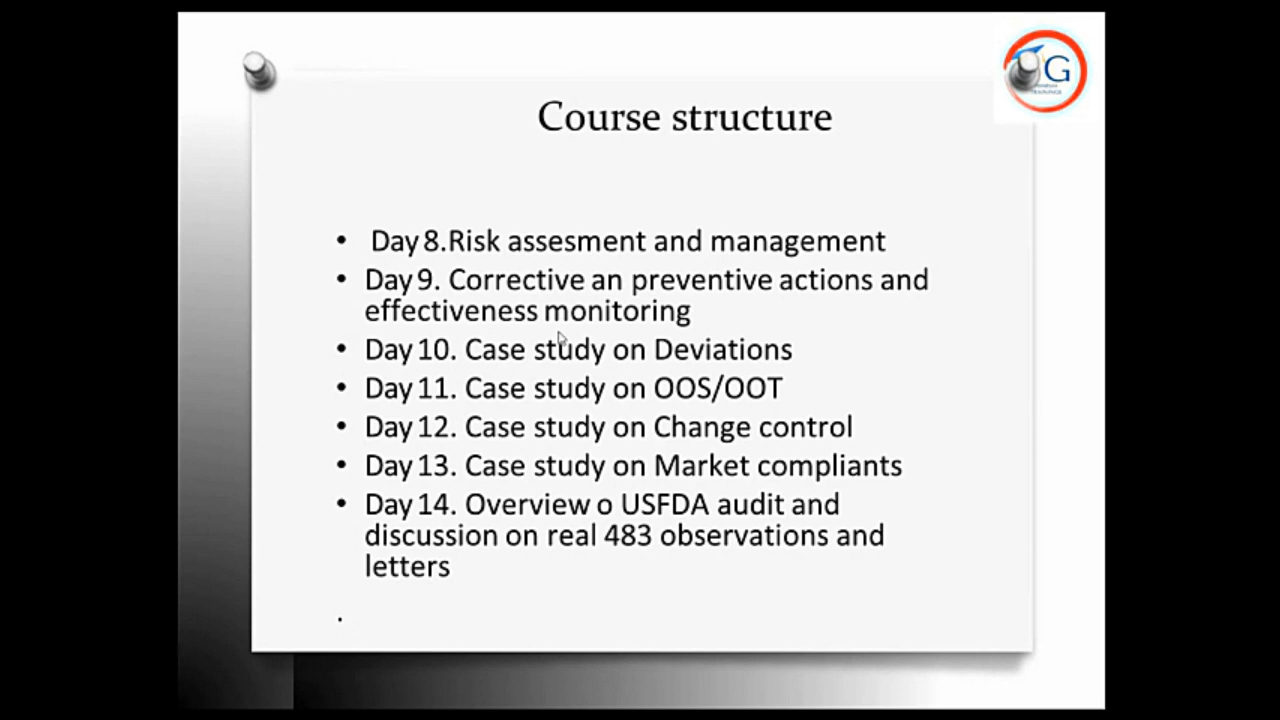 G
TRAININGS
Course structure
• Day 8.Risk assesment and management
• Day 9. Corrective an preventive actions and
effectiveness monitoring
• Day 10. Case study on Deviations
• Day 11. Case study on OOS/OOT
• Day 12. Case study on Change control
• Day 13. Case study on Market compliants
• Day 14. Overview o USFDA audit and
discussion on real 483 observations and
letters
.